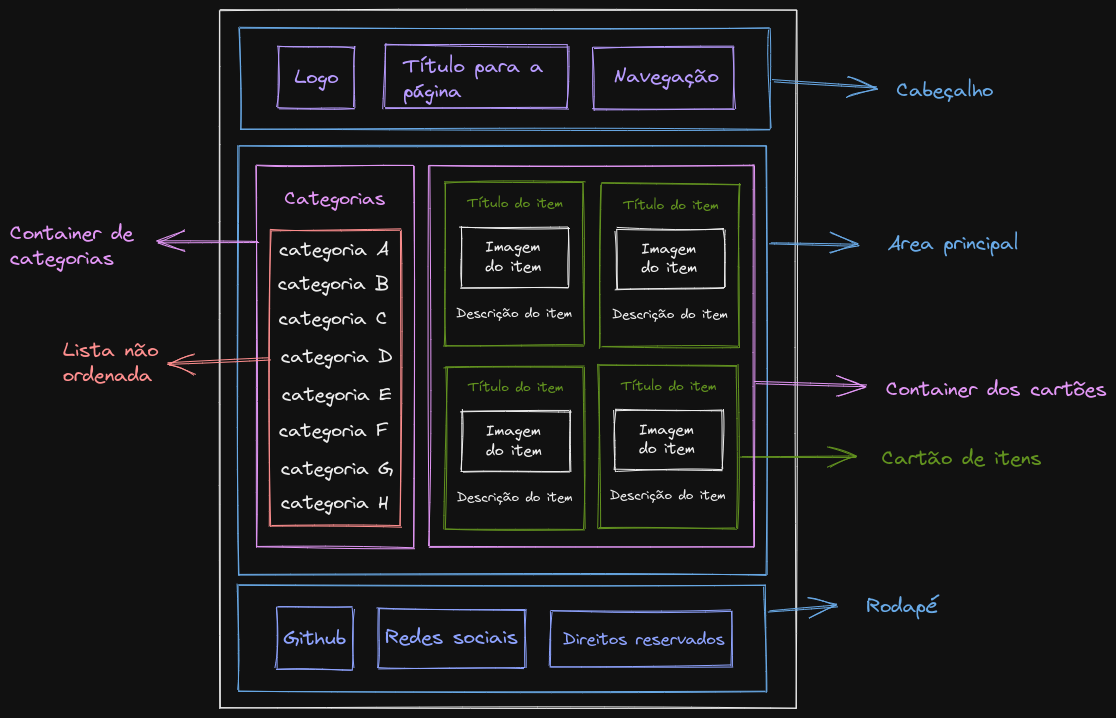 Logo
Título para a
página
Navegação
Cabeçalho
Categorias
categoria A
categoria B
categoria C
categoria D
categoria E
categoria F
categoria G
categoria H
Container de
categorias
Lista não
ordenada
Título do item
Imagem
do item
Descrição do item
Título do item
Imagem
do item
Descrição do item
Título do item
Imagem
do item
Descrição do item
Título do item
Imagem
do item
Descrição do item
Area principal
Container dos cartões
Cartão de itens
Github
Redes sociais
Direitos reservados
Rodapé